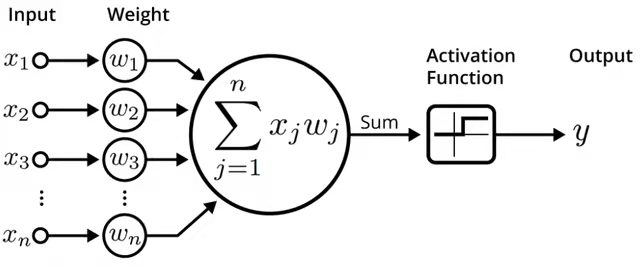 Input Weight
Activation Function
Output
x₁ w₁
x₂ w₂
x₃ w₃
⋮ ⋮
xₙ wₙ
n
∑ xⱼwⱼ
j=1
Sum
y